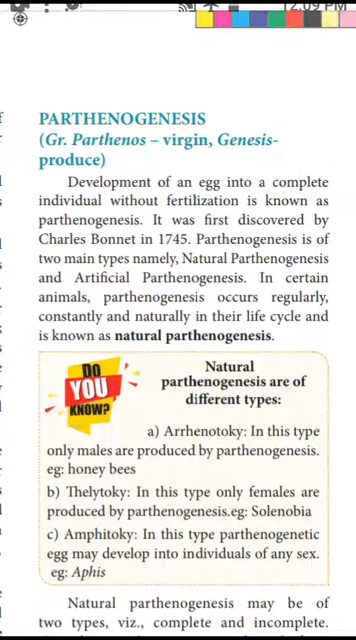 2:09 PM
PARTHENOGENESIS
(Gr. Parthenos – virgin, Genesis-
produce)
Development of an egg into a complete
individual without fertilization is known as
parthenogenesis. It was first discovered by
Charles Bonnet in 1745. Parthenogenesis is of
two main types namely, Natural Parthenogenesis
and Artificial Parthenogenesis. In certain
animals, parthenogenesis occurs regularly,
constantly and naturally in their life cycle and
is known as natural parthenogenesis.
DO
YOU
KNOW?
Natural
parthenogenesis are of
different types:
a) Arrhenotoky: In this type
only males are produced by parthenogenesis.
eg: honey bees
b) Thelytoky: In this type only females are
produced by parthenogenesis.eg: Solenobia
c) Amphitoky: In this type parthenogenetic
egg may develop into individuals of any sex.
eg: Aphis
Natural parthenogenesis may be of
two types, viz., complete and incomplete.